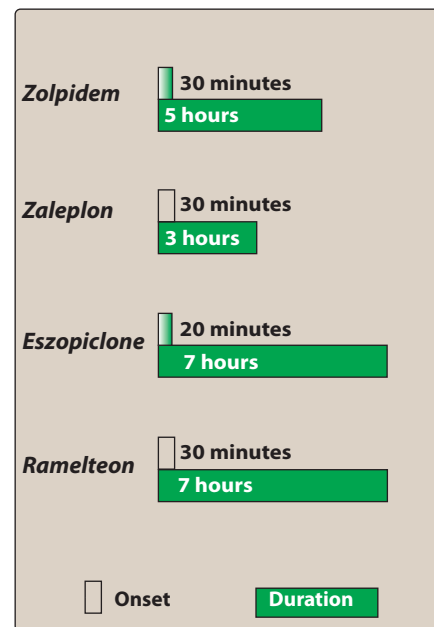 Zolpidem
30 minutes
5 hours
Zaleplon
30 minutes
3 hours
Eszopiclone
20 minutes
7 hours
Ramelteon
30 minutes
7 hours
Onset
Duration